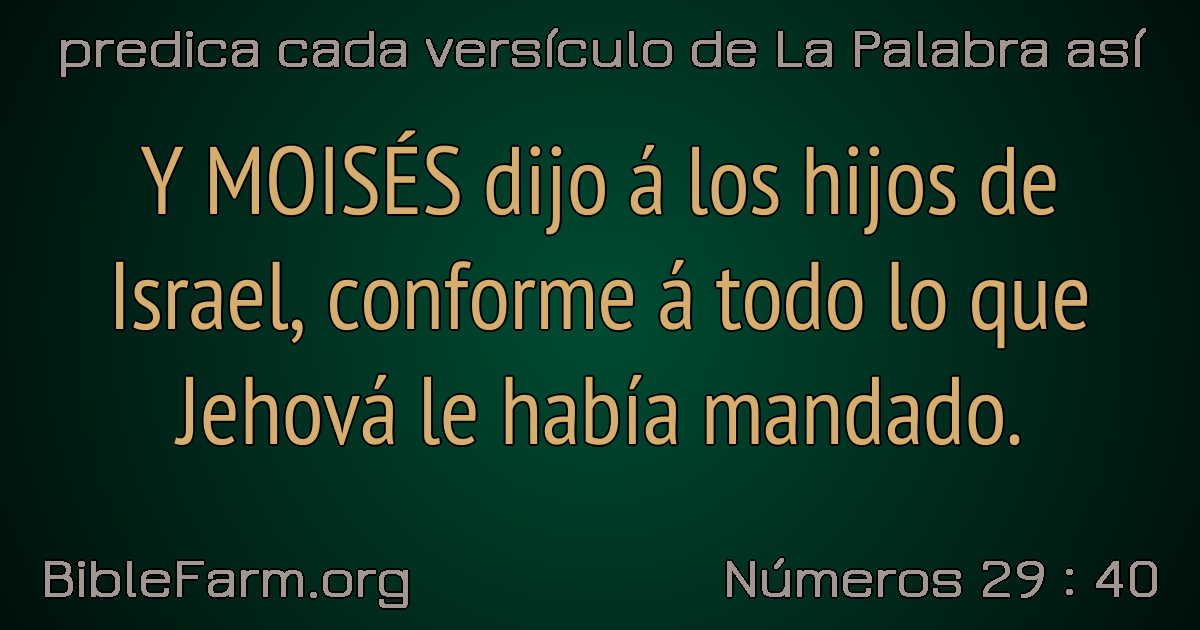 predica cada versículo de La Palabra así
Y MOISÉS dijo á los hijos de
Israel, conforme á todo lo que
Jehová le había mandado.
BibleFarm.org
Números 29 : 40